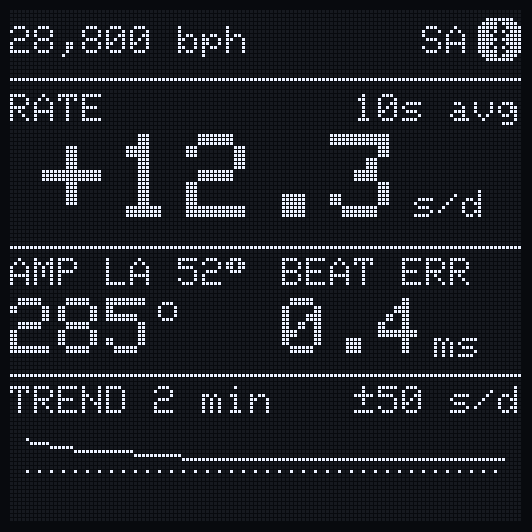 28,800 bph SA
RATE 10s avg
+12.3 s/d
AMP LA 52° BEAT ERR
285° 0.4 ms
TREND 2 min ±50 s/d